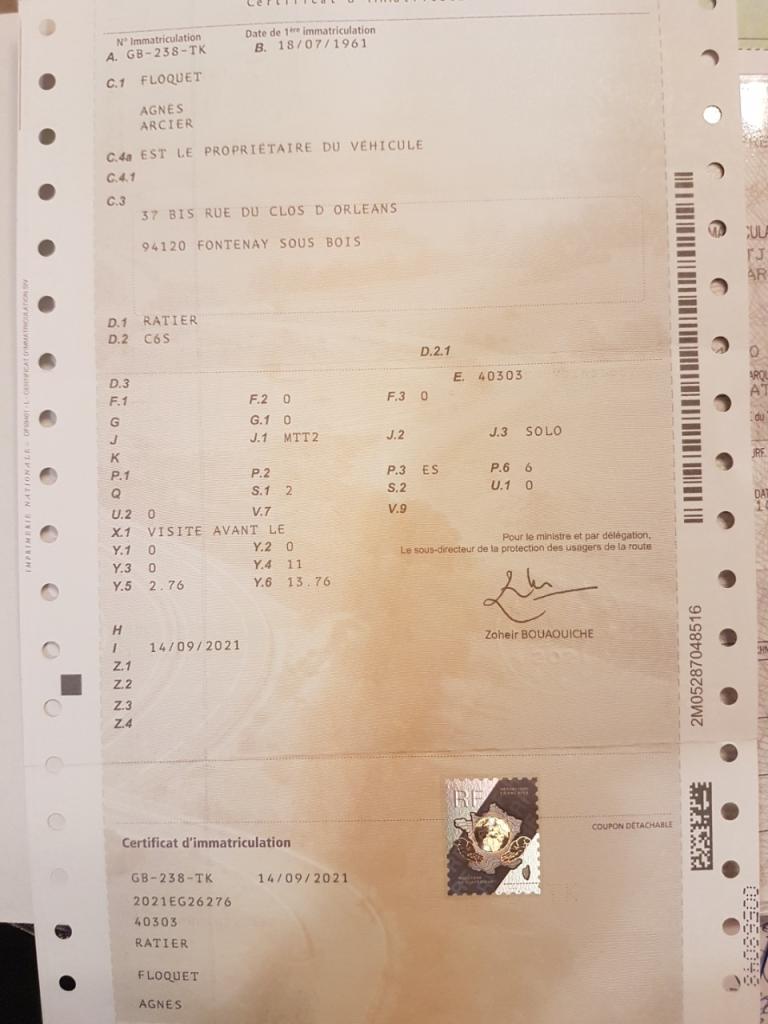 N° Immatriculation Date de 1ère immatriculation
A. GB-238-TK B. 18/07/1961
C.1 FLOQUET
AGNES
ARCIER
C.4a EST LE PROPRIÉTAIRE DU VÉHICULE
C.4.1
C.3
37 BIS RUE DU CLOS D ORLEANS
94120 FONTENAY SOUS BOIS
D.1 RATIER
D.2 C6S
D.2.1
D.3 E. 40303
F.1 F.2 0 F.3 0
G G.1 0
J J.1 MTT2 J.2 J.3 SOLO
K
P.1 P.2 P.3 ES P.6 6
Q S.1 2 S.2 U.1 0
U.2 0 V.7 V.9
X.1 VISITE AVANT LE
Y.1 0 Y.2 0
Y.3 0 Y.4 11
Y.5 2.76 Y.6 13.76
Pour le ministre et par délégation,
Le sous-directeur de la protection des usagers de la route
Zoheir BOUAOUICHE
H
I 14/09/2021
Z.1
Z.2
Z.3
Z.4
2M05287048516
RF
COUPON DÉTACHABLE
Certificat d'immatriculation
GB-238-TK 14/09/2021
2021EG26276
40303
RATIER
FLOQUET
AGNES